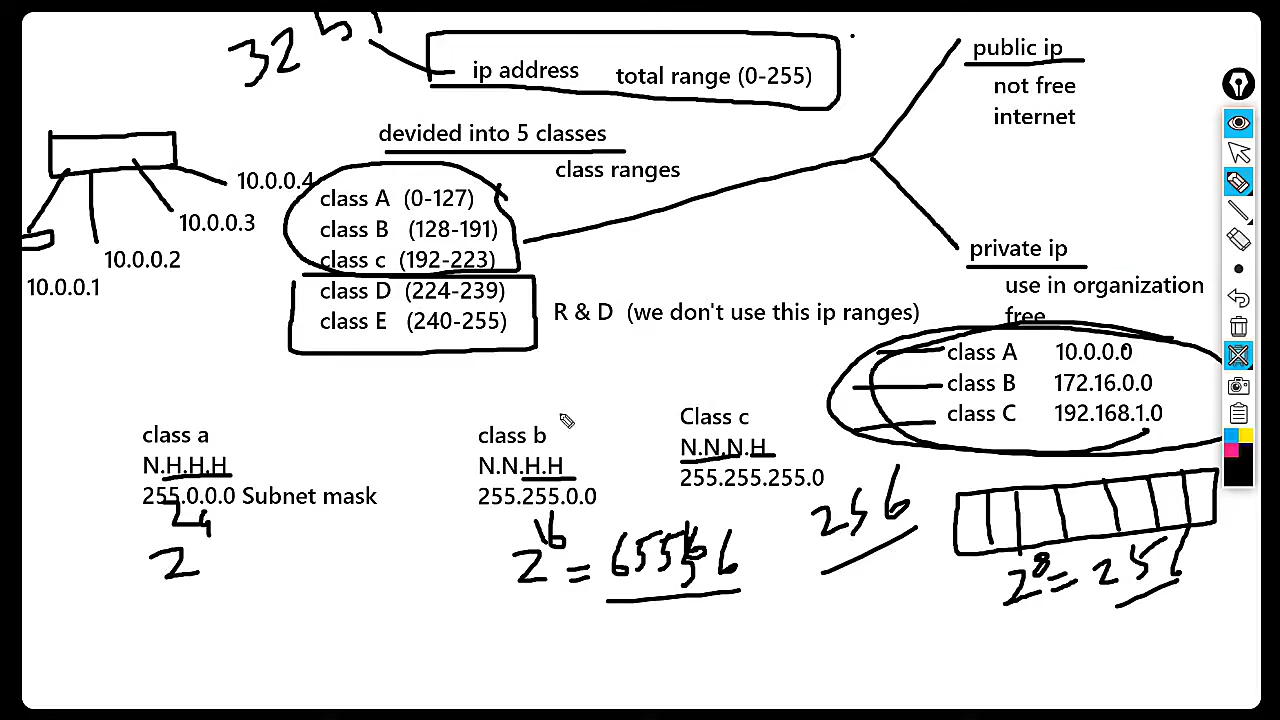 32 bit
ip address total range (0-255)
public ip
not free
internet
devided into 5 classes
class ranges
10.0.0.4
10.0.0.3
10.0.0.2
10.0.0.1
class A (0-127)
class B (128-191)
class c (192-223)
class D (224-239)
class E (240-255)
R & D (we don't use this ip ranges)
private ip
use in organization
free
class A 10.0.0.0
class B 172.16.0.0
class C 192.168.1.0
class a
N.H.H.H
255.0.0.0 Subnet mask
2 24
class b
N.N.H.H
255.255.0.0
2 16 = 65536
Class c
N.N.N.H
255.255.255.0
256
2 8 = 256